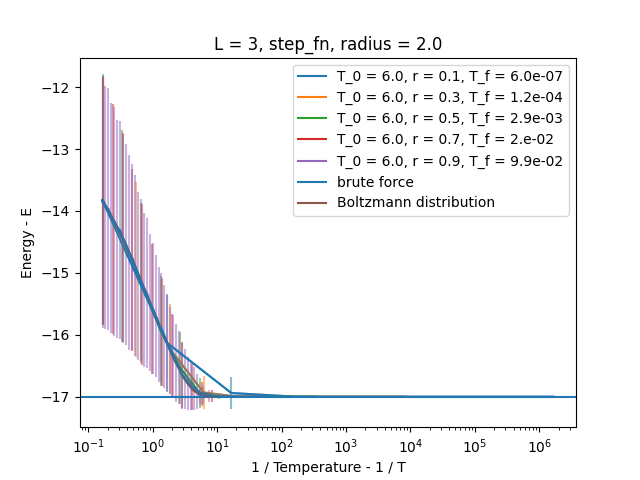 L = 3, step_fn, radius = 2.0
T_0 = 6.0, r = 0.1, T_f = 6.0e-07
T_0 = 6.0, r = 0.3, T_f = 1.2e-04
T_0 = 6.0, r = 0.5, T_f = 2.9e-03
T_0 = 6.0, r = 0.7, T_f = 2.e-02
T_0 = 6.0, r = 0.9, T_f = 9.9e-02
brute force
Boltzmann distribution
Energy - E
−12
−13
−14
−15
−16
−17
10⁻¹ 10⁰ 10¹ 10² 10³ 10⁴ 10⁵ 10⁶
1 / Temperature - 1 / T